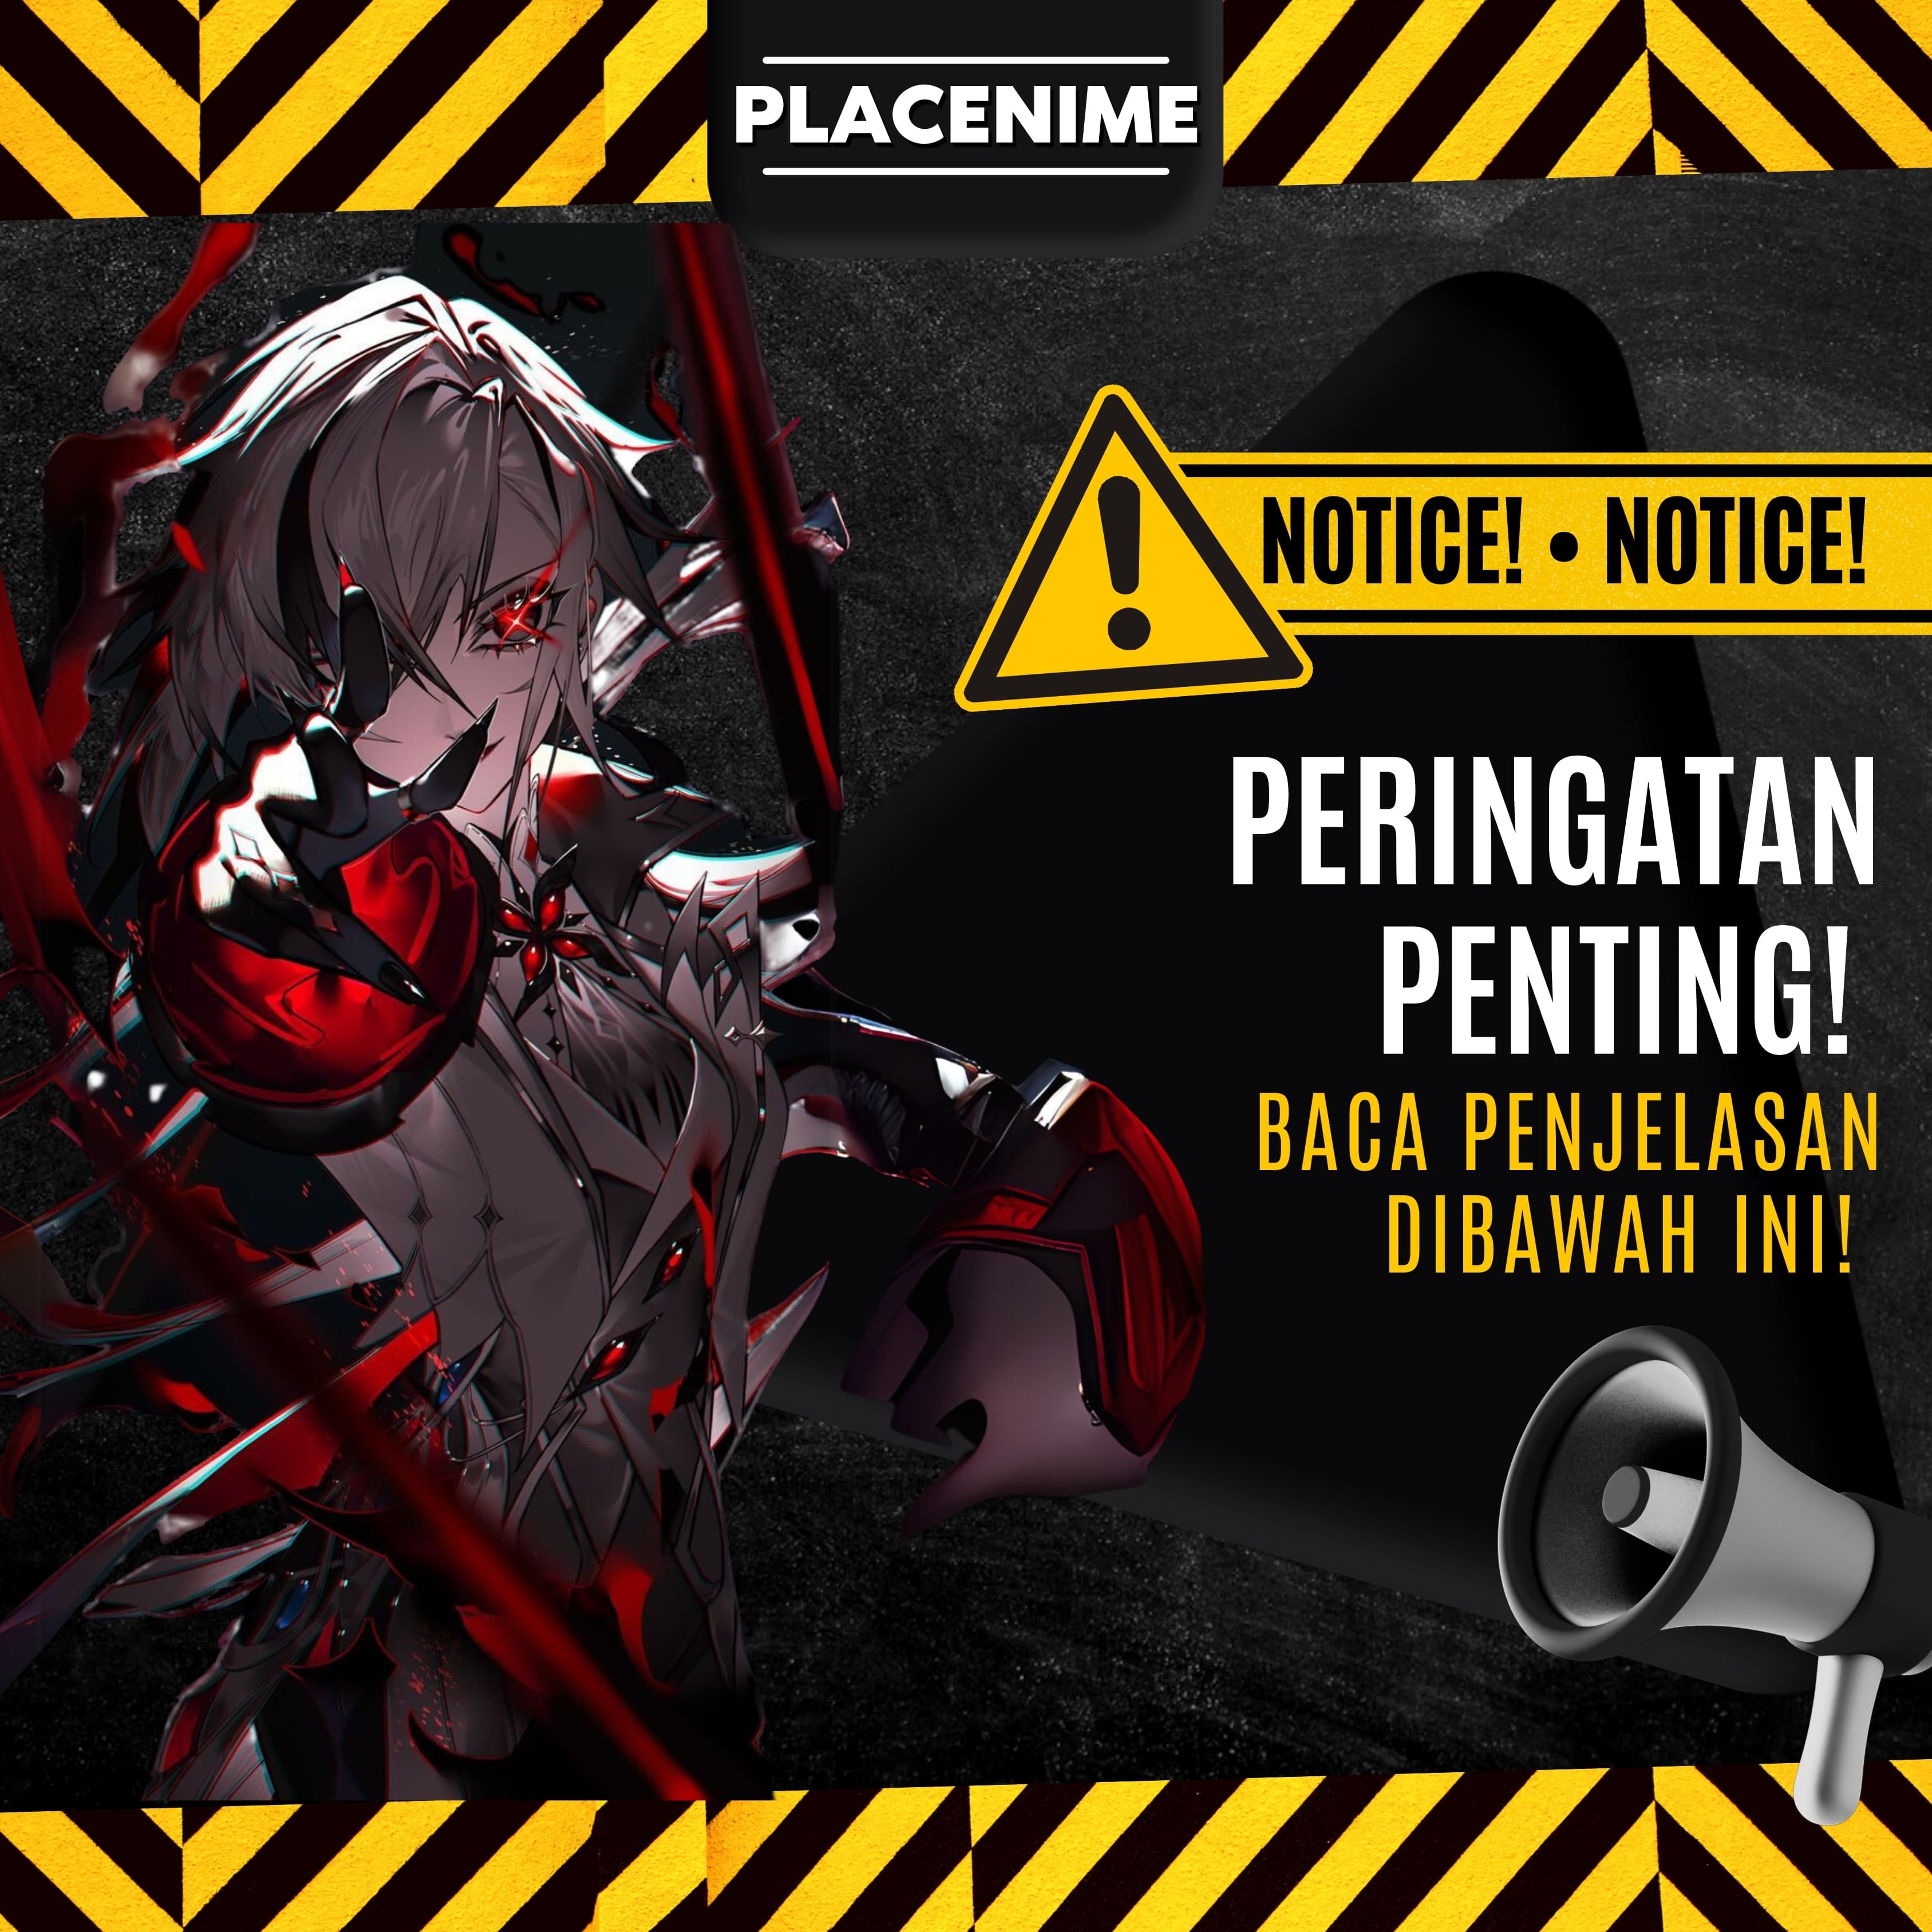 PLACENIME
NOTICE! • NOTICE!
PERINGATAN
PENTING!
BACA PENJELASAN
DIBAWAH INI!